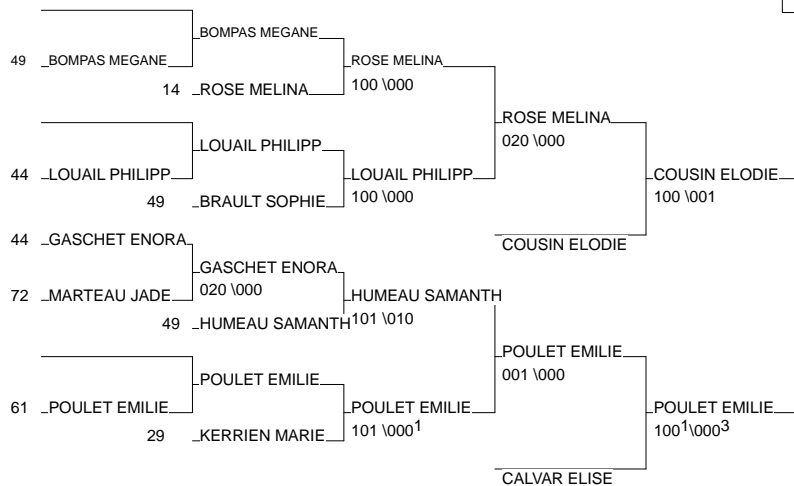 BOMPAS MEGANE
49 BOMPAS MEGANE ROSE MELINA
14 ROSE MELINA 100 \000
ROSE MELINA
020 \000
LOUAIL PHILIPP
44 LOUAIL PHILIPP LOUAIL PHILIPP COUSIN ELODIE
49 BRAULT SOPHIE 100 \000 100 \001
44 GASCHET ENORA COUSIN ELODIE
GASCHET ENORA
020 \000
72 MARTEAU JADE HUMEAU SAMANTH
49 HUMEAU SAMANTH 101 \010
POULET EMILIE
001 \000
POULET EMILIE
61 POULET EMILIE POULET EMILIE POULET EMILIE
29 KERRIEN MARIE 101 \000¹ 100¹\000³
CALVAR ELISE